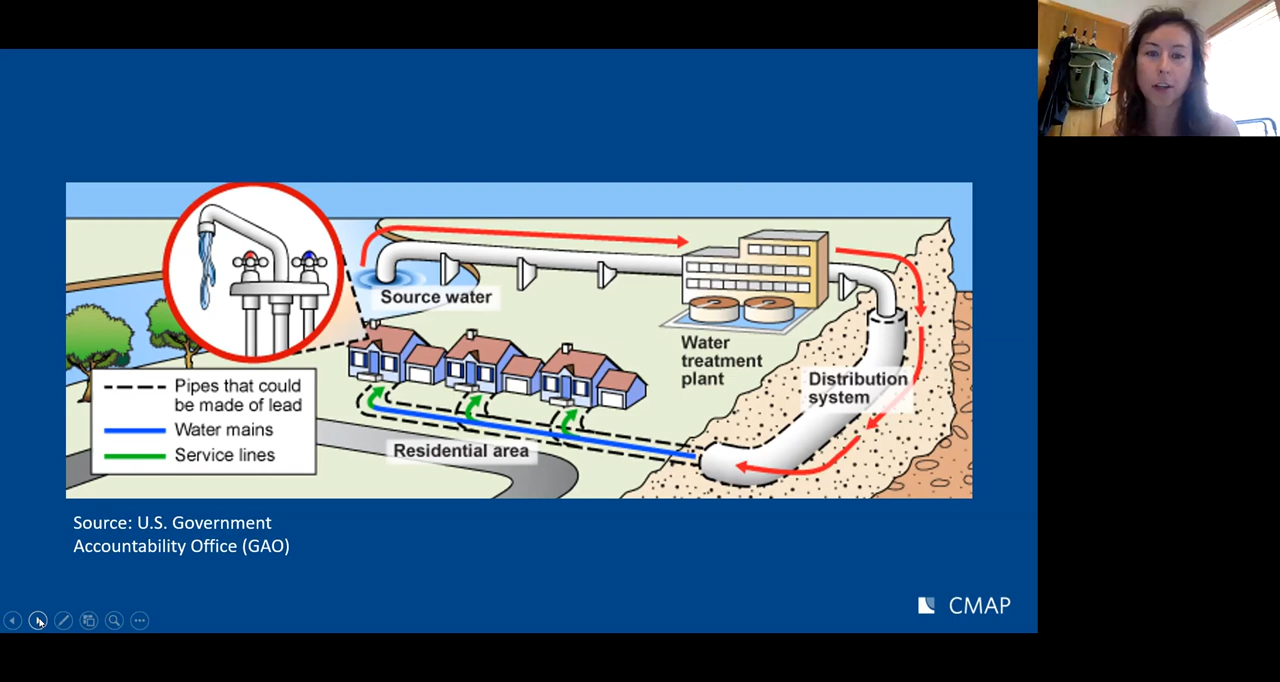 Source water
Water
treatment
plant
Distribution
system
Pipes that could
be made of lead
Water mains
Service lines
Residential area
Source: U.S. Government
Accountability Office (GAO)
CMAP